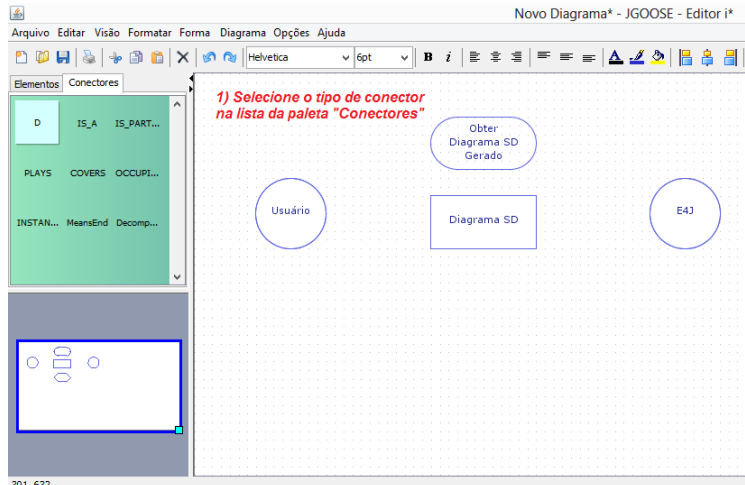 Novo Diagrama* - JGOOSE - Editor i*
Arquivo Editar Visão Formatar Forma Diagrama Opções Ajuda
Helvetica 6pt B i A
Elementos Conectores
D IS_A IS_PART...
PLAYS COVERS OCCUPI...
INSTAN... MeansEnd Decomp...
1) Selecione o tipo de conector
na lista da paleta "Conectores"
Obter
Diagrama SD
Gerado
Usuário
Diagrama SD
E4J